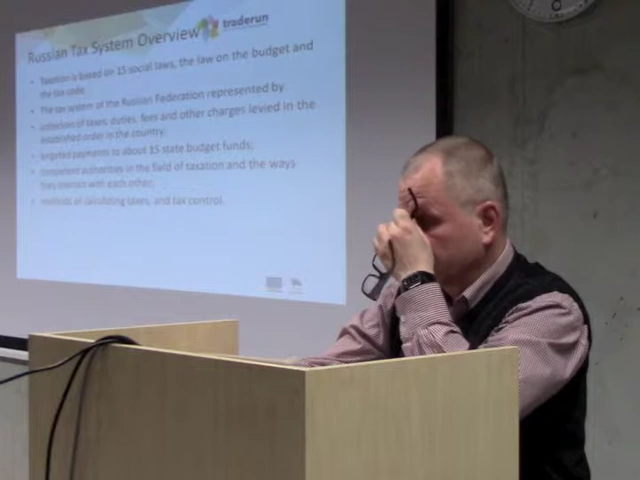 Russian Tax System Overview
traderun
Taxation is based on 15 social laws, the law on the budget and
the tax code.
The tax system of the Russian Federation represented by
collection of taxes, duties, fees and other charges levied in the
established order in the country.
targeted payments to about 15 state budget funds;
competent authorities in the field of taxation and the ways
they interact with each other;
methods of calculating taxes, and tax control.